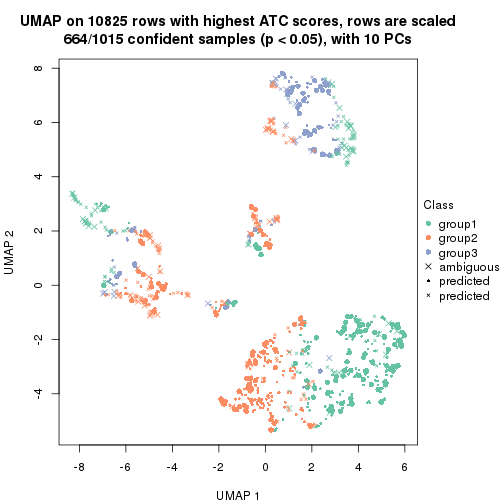 UMAP on 10825 rows with highest ATC scores, rows are scaled
664/1015 confident samples (p < 0.05), with 10 PCs
8
6
4
2
0
-2
-4
UMAP 2
-8
-6
-4
-2
0
2
4
6
UMAP 1
Class
group1
group2
group3
ambiguous
predicted
predicted